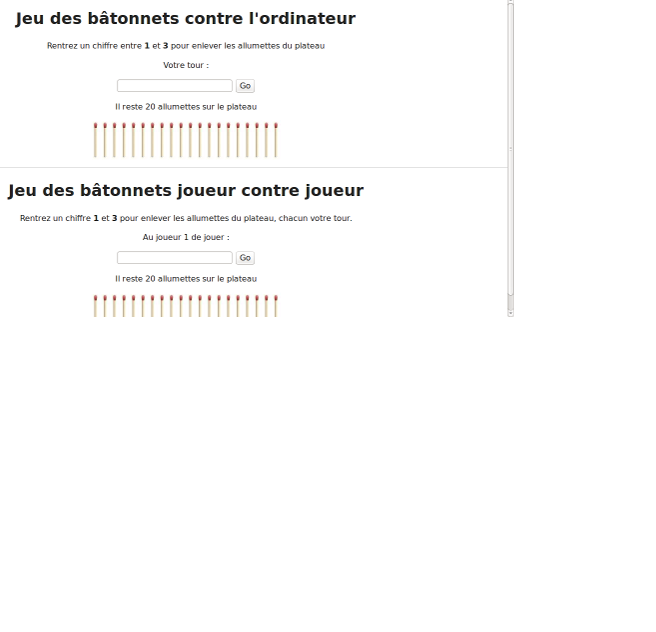 Jeu des bâtonnets contre l'ordinateur
Rentrez un chiffre entre 1 et 3 pour enlever les allumettes du plateau
Votre tour :
Go
Il reste 20 allumettes sur le plateau
Jeu des bâtonnets joueur contre joueur
Rentrez un chiffre 1 et 3 pour enlever les allumettes du plateau, chacun votre tour.
Au joueur 1 de jouer :
Go
Il reste 20 allumettes sur le plateau